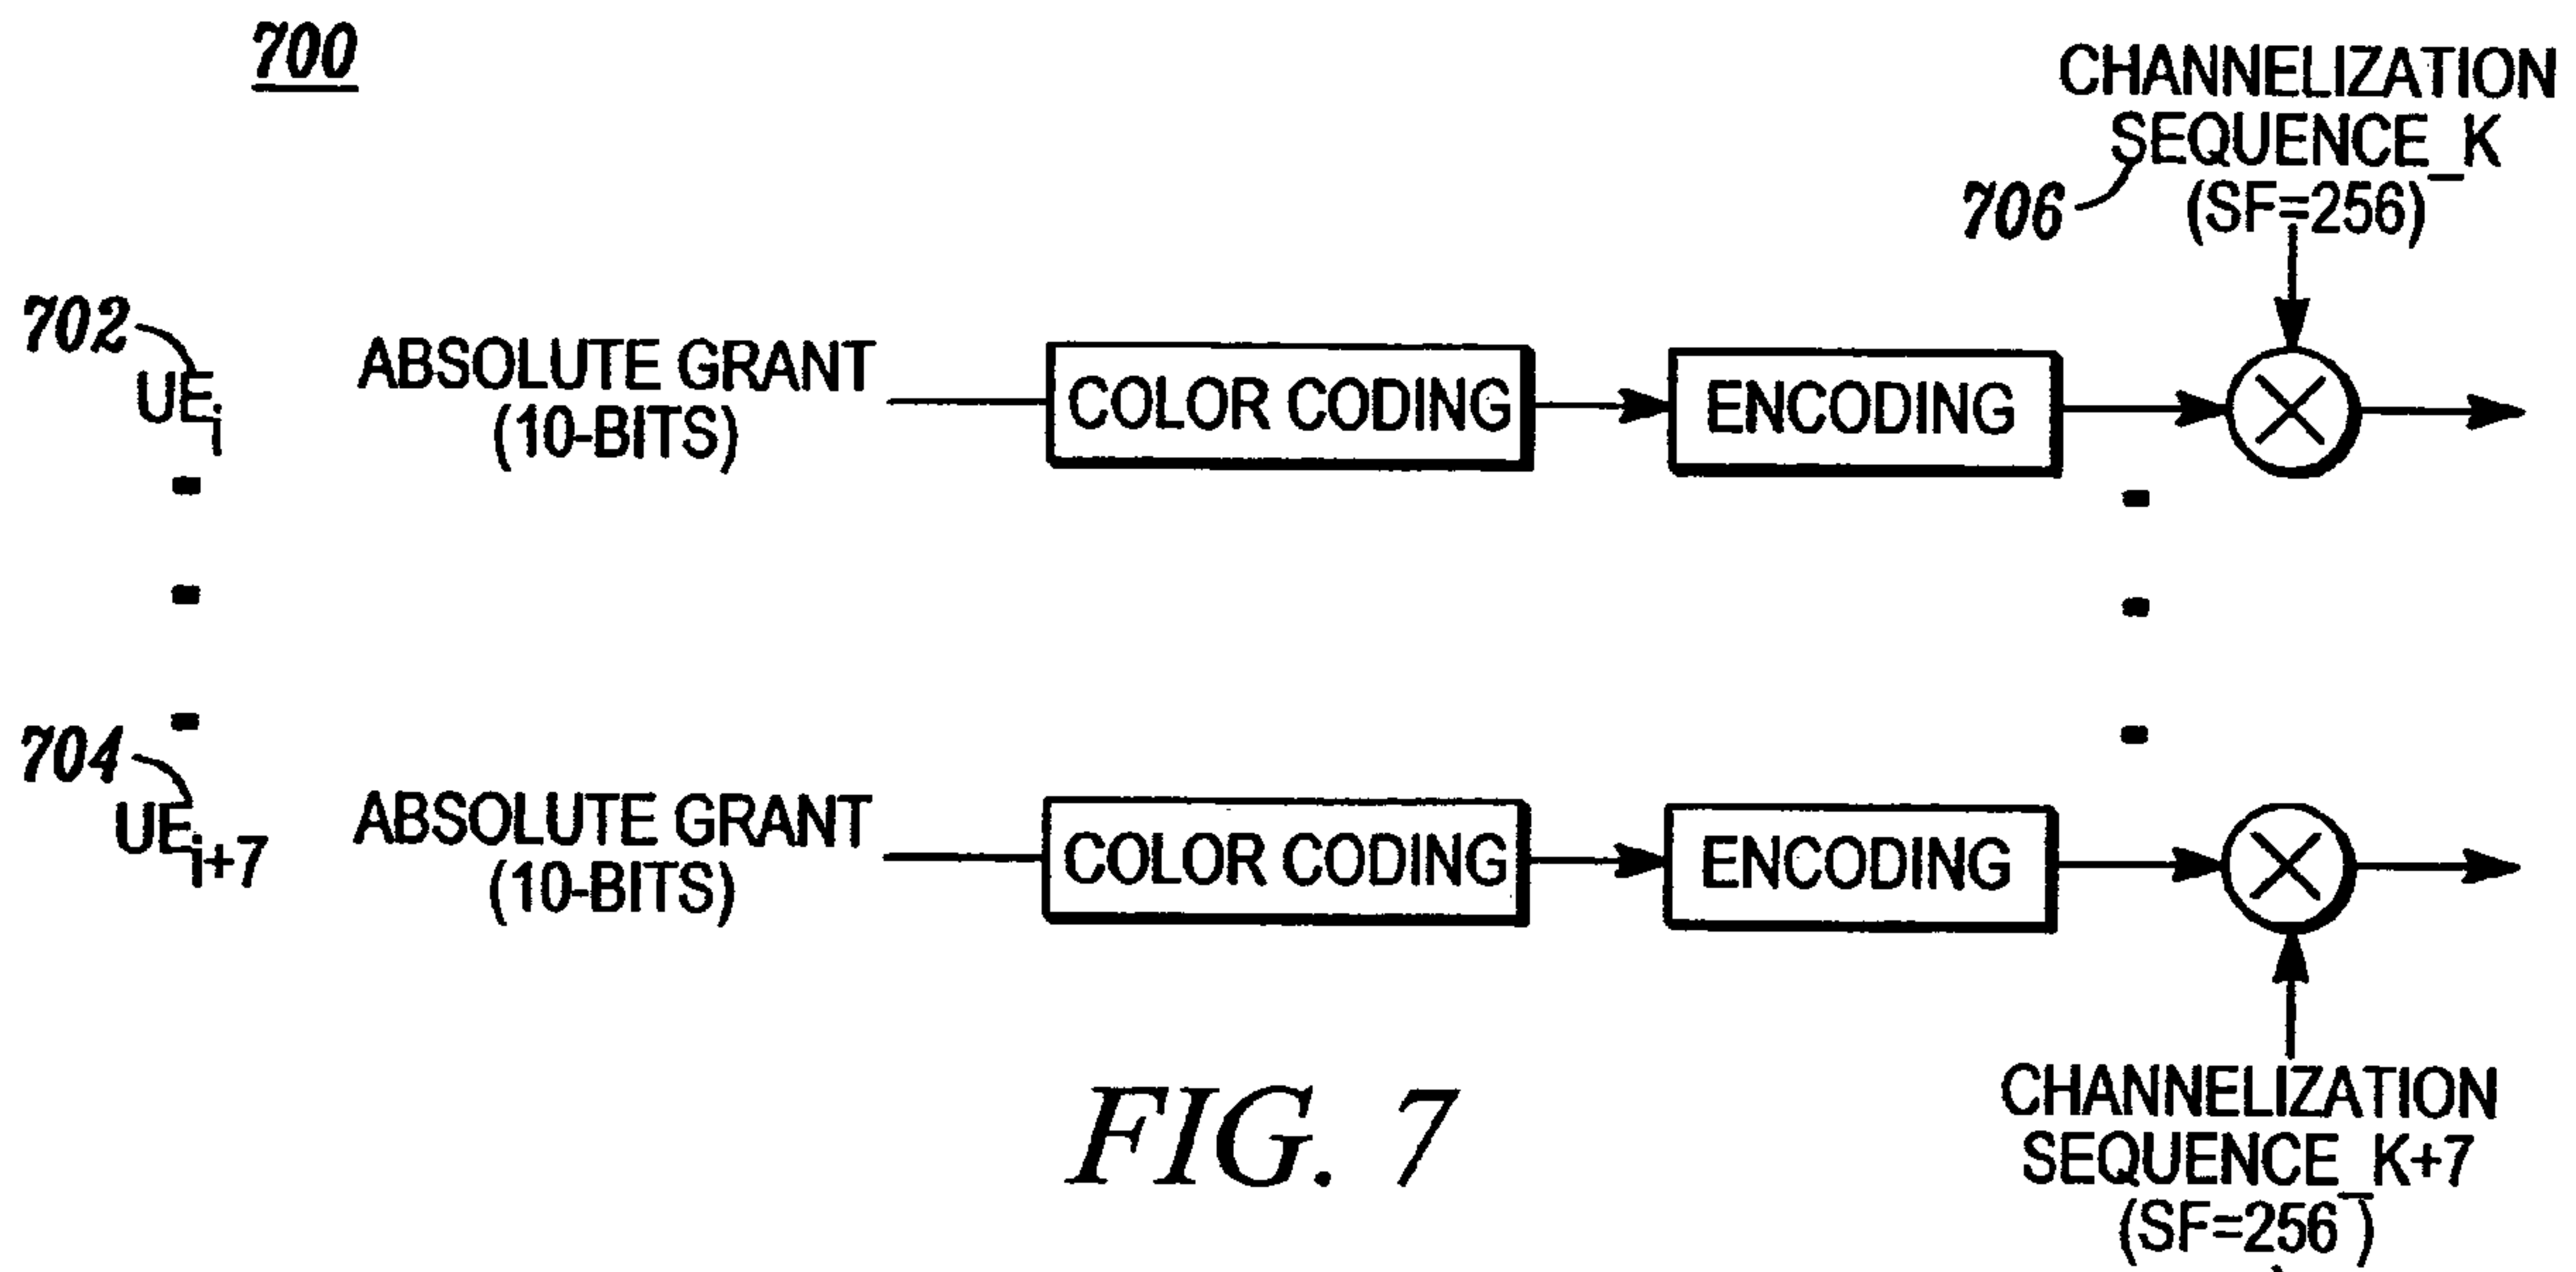 700
CHANNELIZATION
SEQUENCE_K
706
(SF=256)
702
UEi
ABSOLUTE GRANT
(10-BITS)
COLOR CODING
ENCODING
704
UEi+7
ABSOLUTE GRANT
(10-BITS)
COLOR CODING
ENCODING
CHANNELIZATION
SEQUENCE_K+7
(SF=256 )
FIG. 7